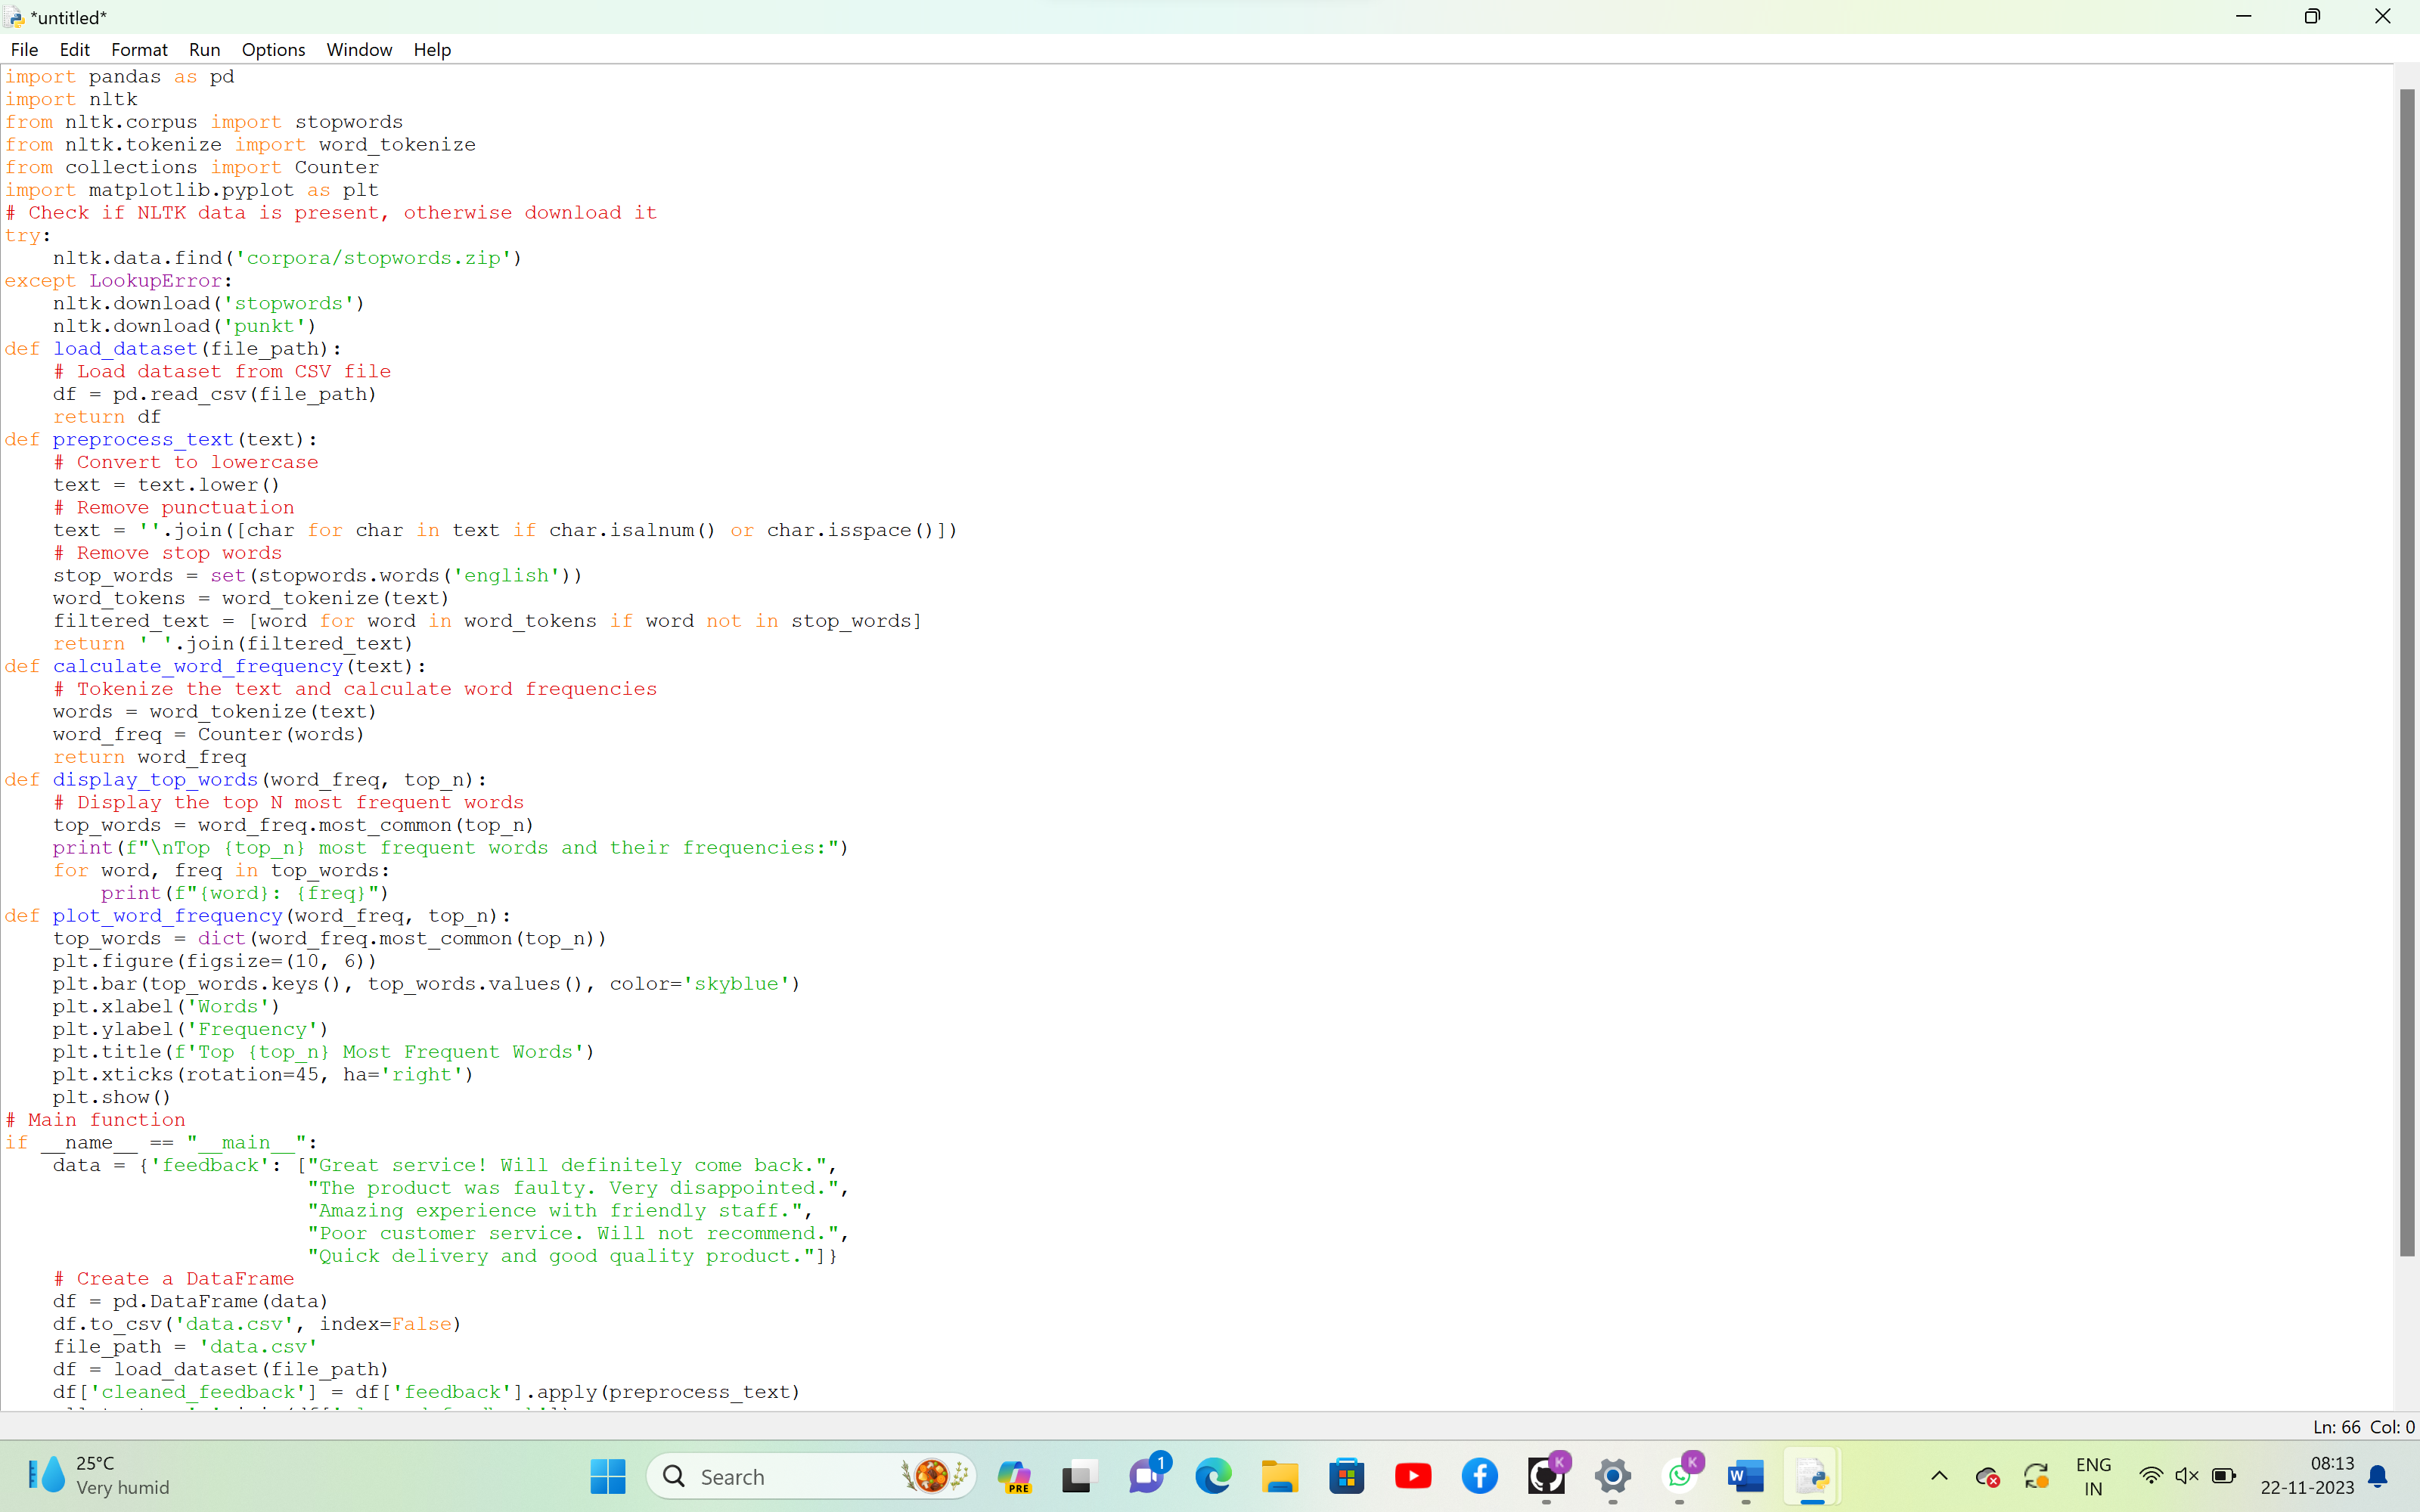 *untitled*
File Edit Format Run Options Window Help
import pandas as pd
import nltk
from nltk.corpus import stopwords
from nltk.tokenize import word_tokenize
from collections import Counter
import matplotlib.pyplot as plt
# Check if NLTK data is present, otherwise download it
try:
    nltk.data.find('corpora/stopwords.zip')
except LookupError:
    nltk.download('stopwords')
    nltk.download('punkt')
def load_dataset(file_path):
    # Load dataset from CSV file
    df = pd.read_csv(file_path)
    return df
def preprocess_text(text):
    # Convert to lowercase
    text = text.lower()
    # Remove punctuation
    text = ''.join([char for char in text if char.isalnum() or char.isspace()])
    # Remove stop words
    stop_words = set(stopwords.words('english'))
    word_tokens = word_tokenize(text)
    filtered_text = [word for word in word_tokens if word not in stop_words]
    return ' '.join(filtered_text)
def calculate_word_frequency(text):
    # Tokenize the text and calculate word frequencies
    words = word_tokenize(text)
    word_freq = Counter(words)
    return word_freq
def display_top_words(word_freq, top_n):
    # Display the top N most frequent words
    top_words = word_freq.most_common(top_n)
    print(f"\nTop {top_n} most frequent words and their frequencies:")
    for word, freq in top_words:
        print(f"{word}: {freq}")
def plot_word_frequency(word_freq, top_n):
    top_words = dict(word_freq.most_common(top_n))
    plt.figure(figsize=(10, 6))
    plt.bar(top_words.keys(), top_words.values(), color='skyblue')
    plt.xlabel('Words')
    plt.ylabel('Frequency')
    plt.title(f'Top {top_n} Most Frequent Words')
    plt.xticks(rotation=45, ha='right')
    plt.show()
# Main function
if __name__ == "__main__":
    data = {'feedback': ["Great service! Will definitely come back.",
                         "The product was faulty. Very disappointed.",
                         "Amazing experience with friendly staff.",
                         "Poor customer service. Will not recommend.",
                         "Quick delivery and good quality product."]}
    # Create a DataFrame
    df = pd.DataFrame(data)
    df.to_csv('data.csv', index=False)
    file_path = 'data.csv'
    df = load_dataset(file_path)
    df['cleaned_feedback'] = df['feedback'].apply(preprocess_text)
Ln: 66 Col: 0
25°C
Very humid
Search
PRE
1
K
K
W
ENG
IN
08:13
22-11-2023